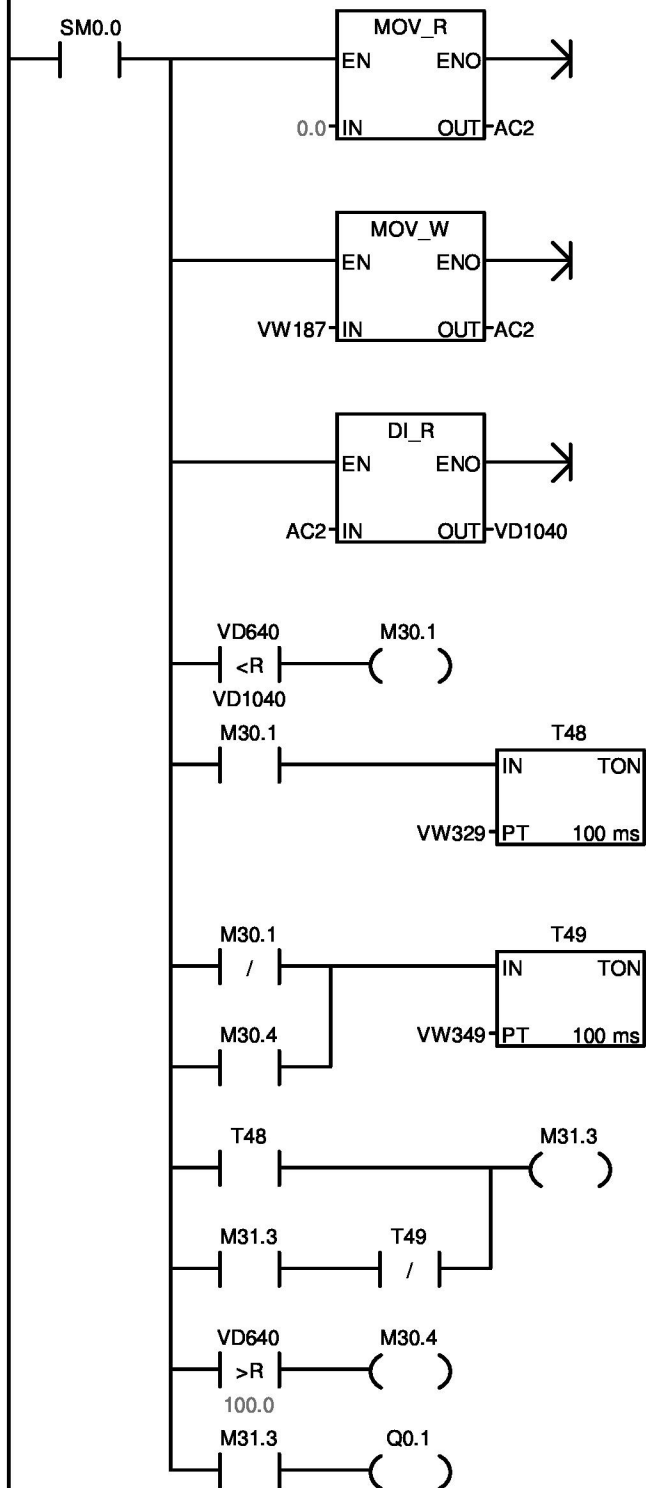 SM0.0
MOV_R
EN ENO
0.0 IN OUT AC2
MOV_W
EN ENO
VW187 IN OUT AC2
DI_R
EN ENO
AC2 IN OUT VD1040
VD640 M30.1
<R
VD1040
M30.1 T48
IN TON
VW329 PT 100 ms
M30.1 T49
/ IN TON
M30.4 VW349 PT 100 ms
T48 M31.3
M31.3 T49
/
VD640 M30.4
>R
100.0
M31.3 Q0.1